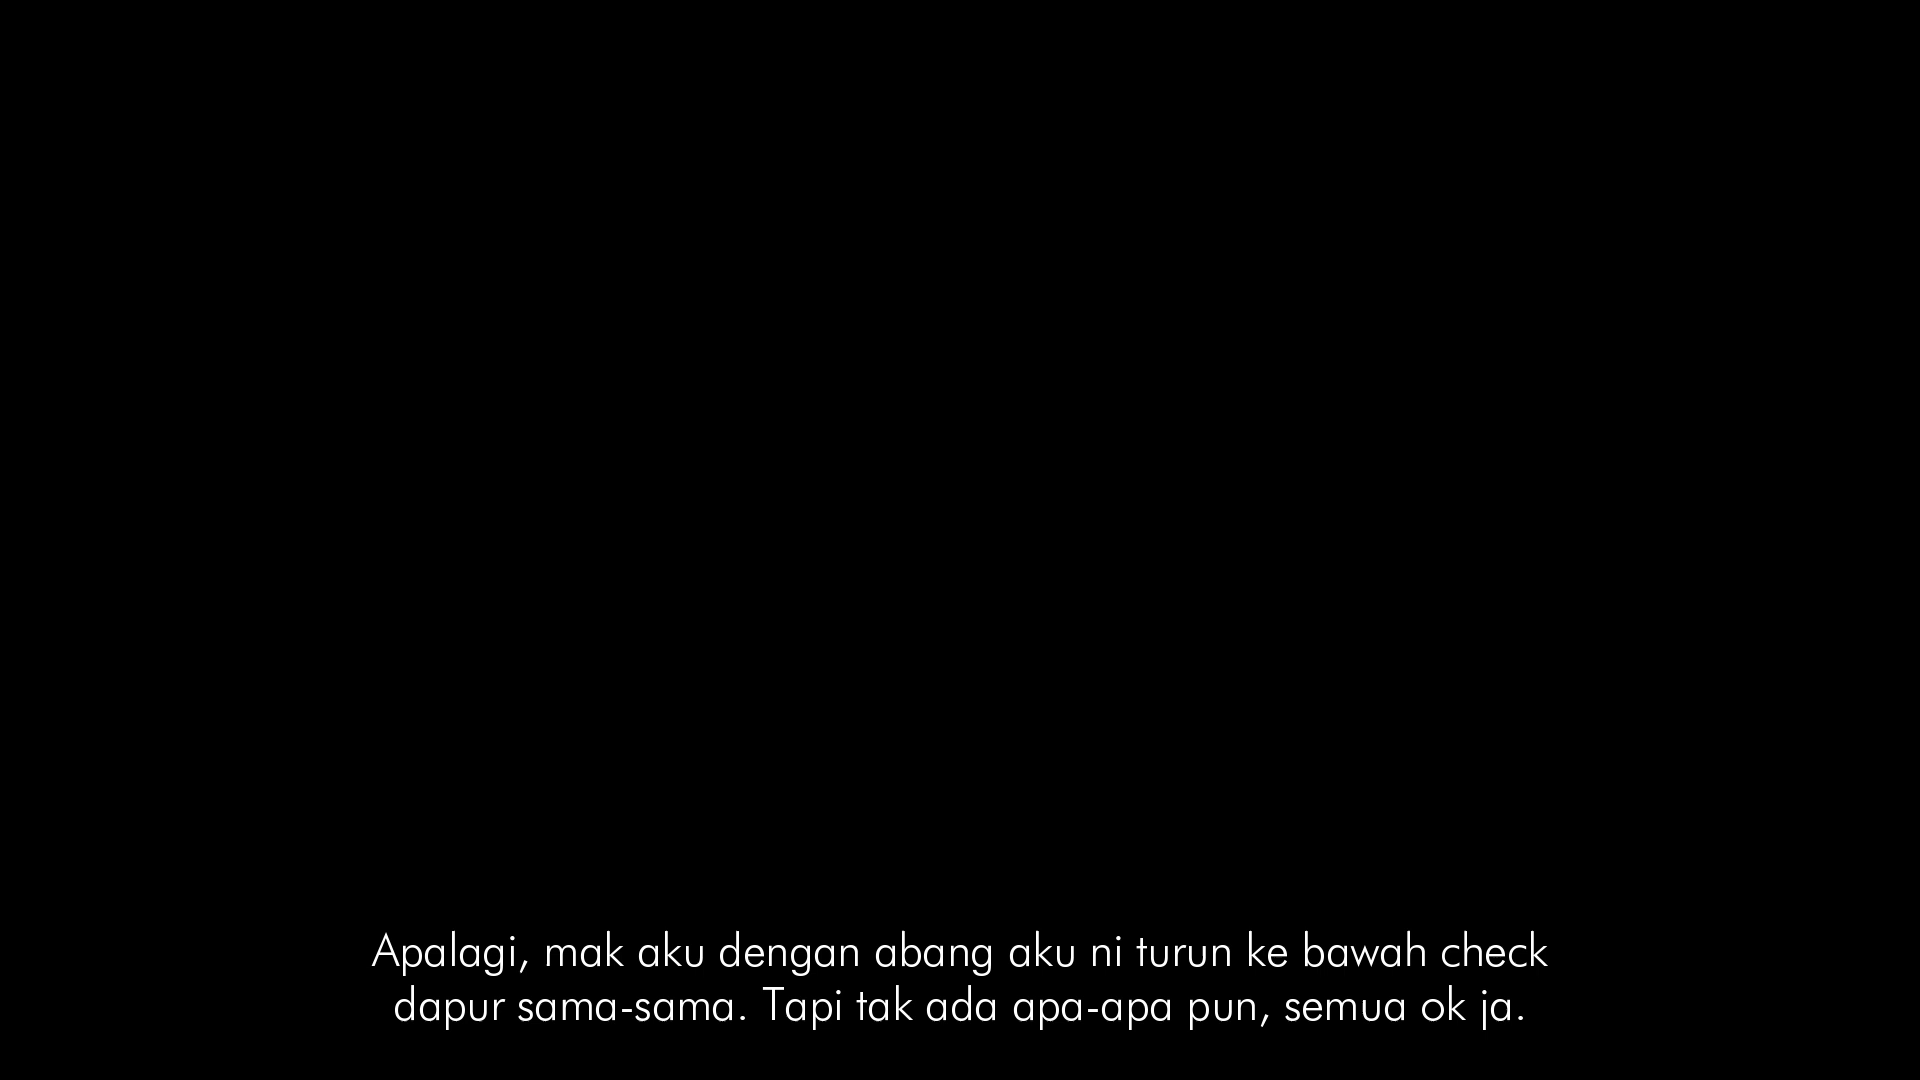 Apalagi, mak aku dengan abang aku ni turun ke bawah check
dapur sama-sama. Tapi tak ada apa-apa pun, semua ok ja.